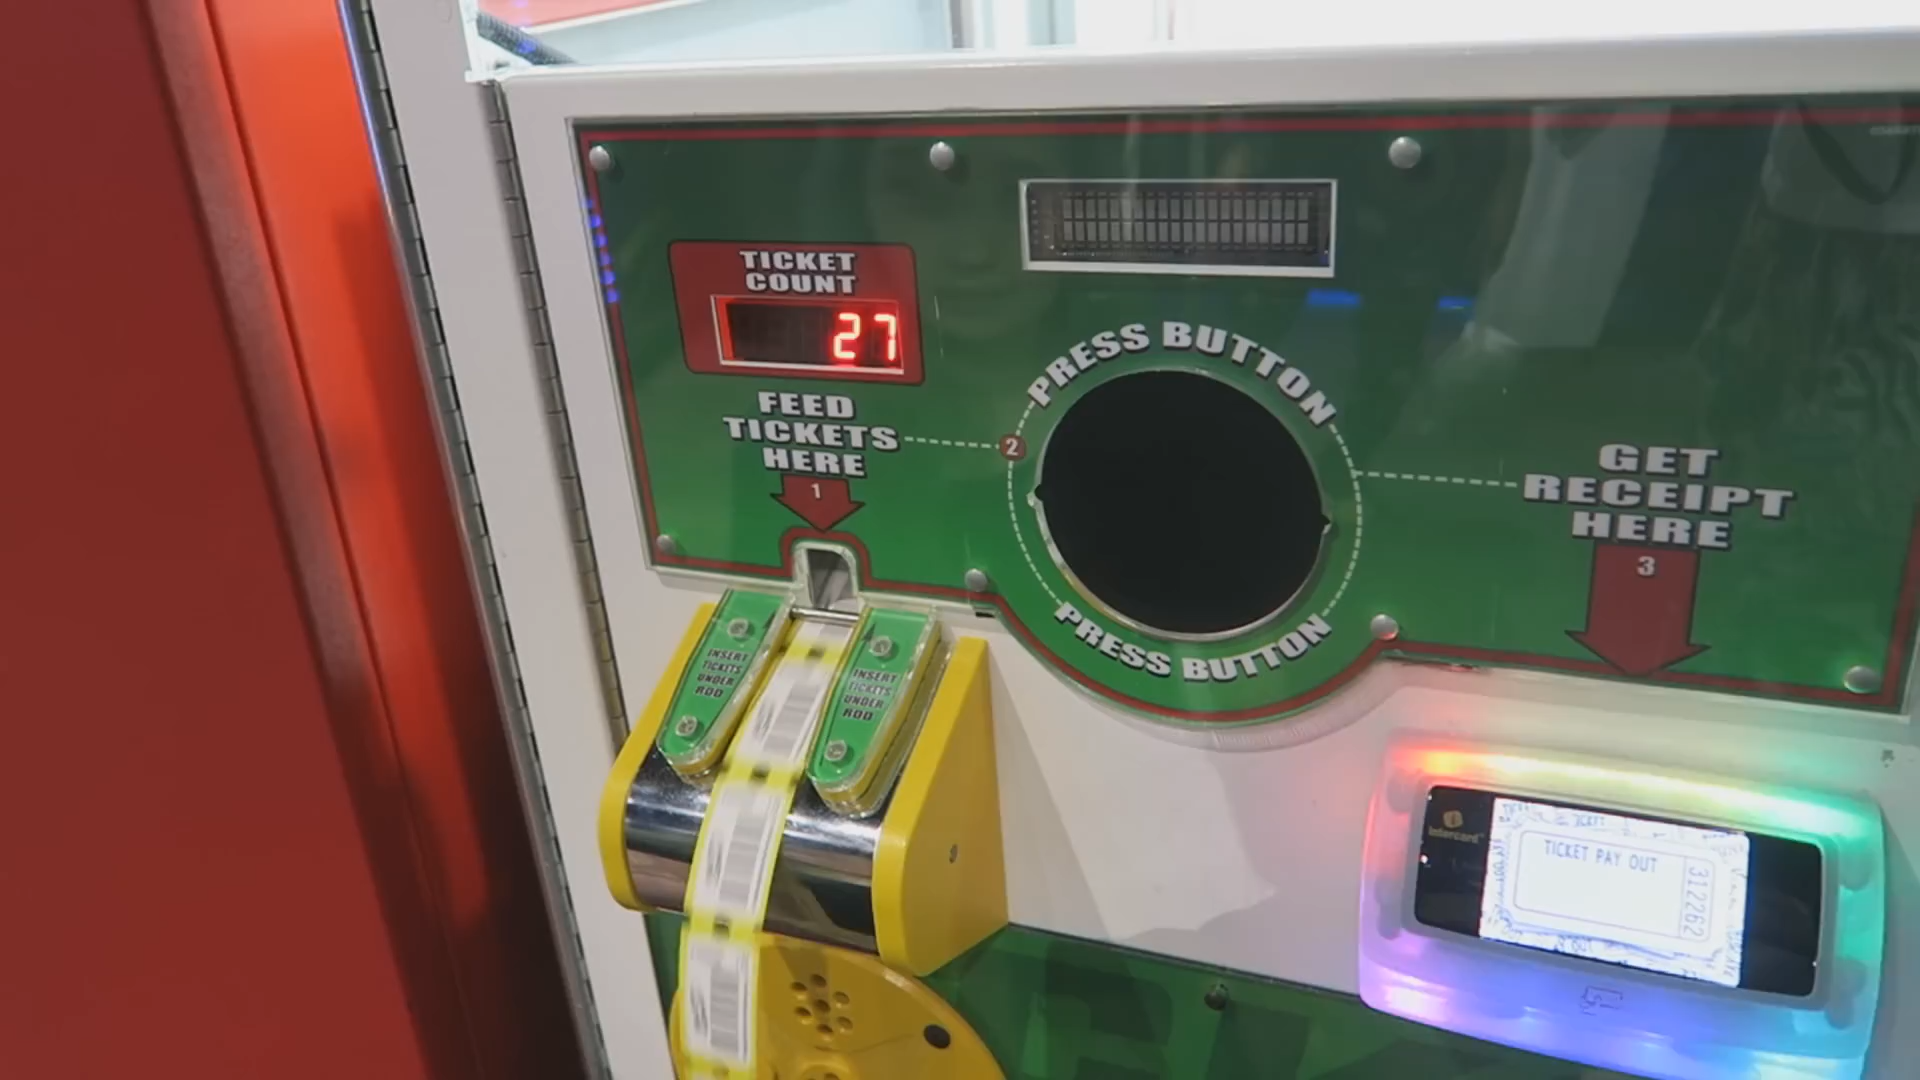 TICKET
COUNT
27
FEED
TICKETS
HERE
1
INSERT
TICKETS
UNDER
ROD
INSERT
TICKETS
UNDER
ROD
2
PRESS BUTTON
PRESS BUTTON
GET
RECEIPT
HERE
3
Intercard
TICKET PAY OUT
312262